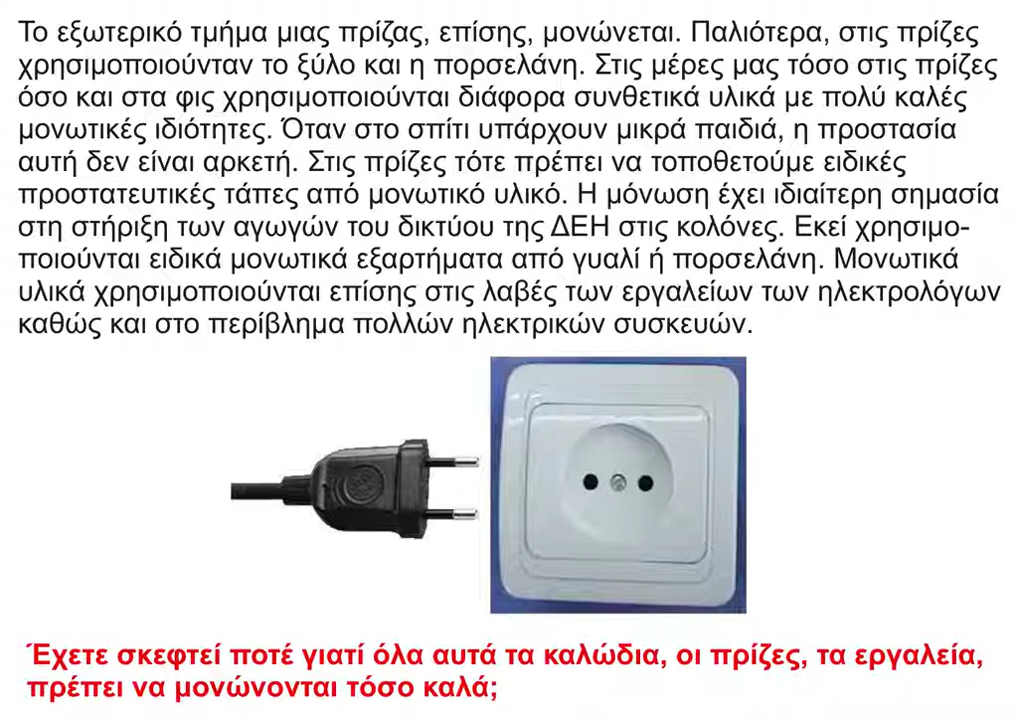 Το εξωτερικό τμήμα μιας πρίζας, επίσης, μονώνεται. Παλιότερα, στις πρίζες
χρησιμοποιούνταν το ξύλο και η πορσελάνη. Στις μέρες μας τόσο στις πρίζες
όσο και στα φις χρησιμοποιούνται διάφορα συνθετικά υλικά με πολύ καλές
μονωτικές ιδιότητες. Όταν στο σπίτι υπάρχουν μικρά παιδιά, η προστασία
αυτή δεν είναι αρκετή. Στις πρίζες τότε πρέπει να τοποθετούμε ειδικές
προστατευτικές τάπες από μονωτικό υλικό. Η μόνωση έχει ιδιαίτερη σημασία
στη στήριξη των αγωγών του δικτύου της ΔΕΗ στις κολόνες. Εκεί χρησιμο-
ποιούνται ειδικά μονωτικά εξαρτήματα από γυαλί ή πορσελάνη. Μονωτικά
υλικά χρησιμοποιούνται επίσης στις λαβές των εργαλείων των ηλεκτρολόγων
καθώς και στο περίβλημα πολλών ηλεκτρικών συσκευών.
Έχετε σκεφτεί ποτέ γιατί όλα αυτά τα καλώδια, οι πρίζες, τα εργαλεία,
πρέπει να μονώνονται τόσο καλά;